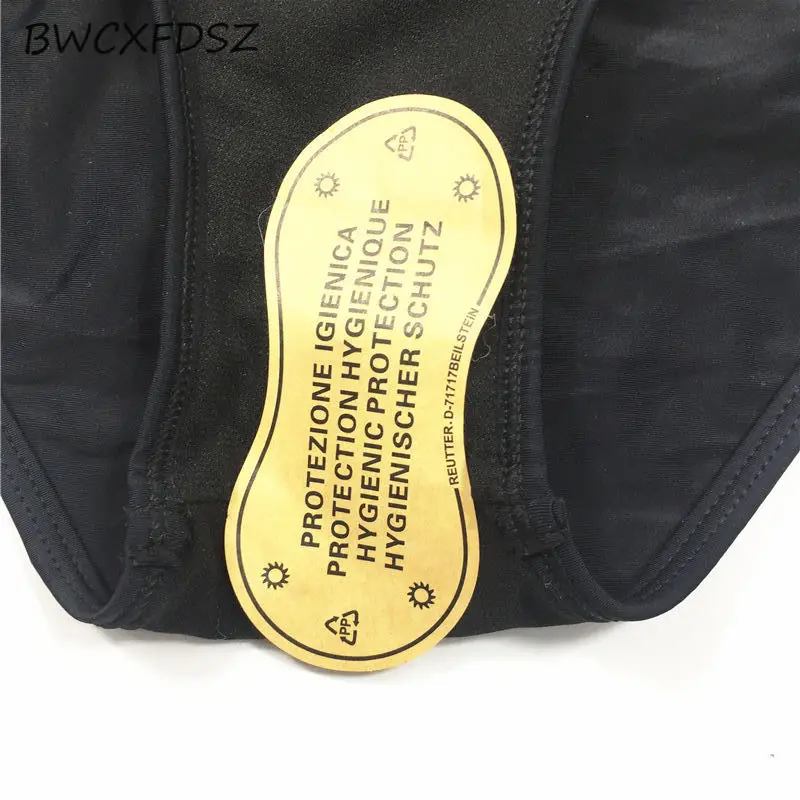 BWCXFDSZ
PP
PROTEZIONE IGIENICA
PROTECTION HYGIENIQUE
HYGIENIC PROTECTION
HYGIENISCHER SCHUTZ
REUTTER.D-71717BEILSTEiN
PP